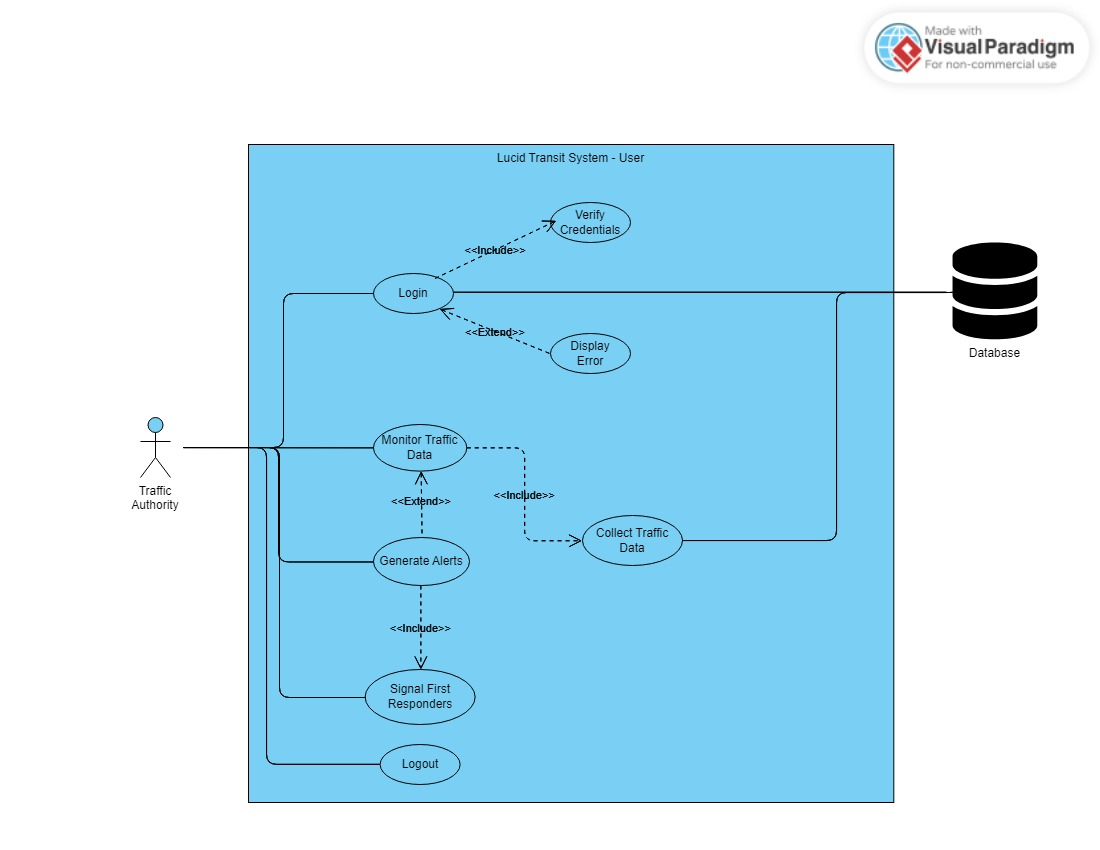 Made with
Visual Paradigm
For non-commercial use
Lucid Transit System - User
Verify
Credentials
<<Include>>
Login
<<Extend>>
Display
Error
Database
Monitor Traffic
Data
Traffic
Authority
<<Extend>>
<<Include>>
Collect Traffic
Data
Generate Alerts
<<Include>>
Signal First
Responders
Logout